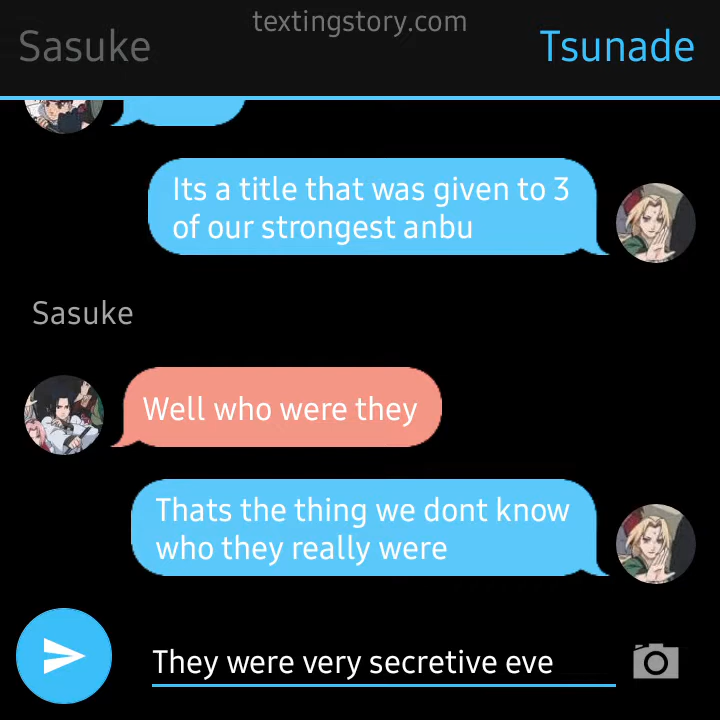 textingstory.com
Sasuke
Tsunade
Its a title that was given to 3
of our strongest anbu
Sasuke
Well who were they
Thats the thing we dont know
who they really were
They were very secretive eve